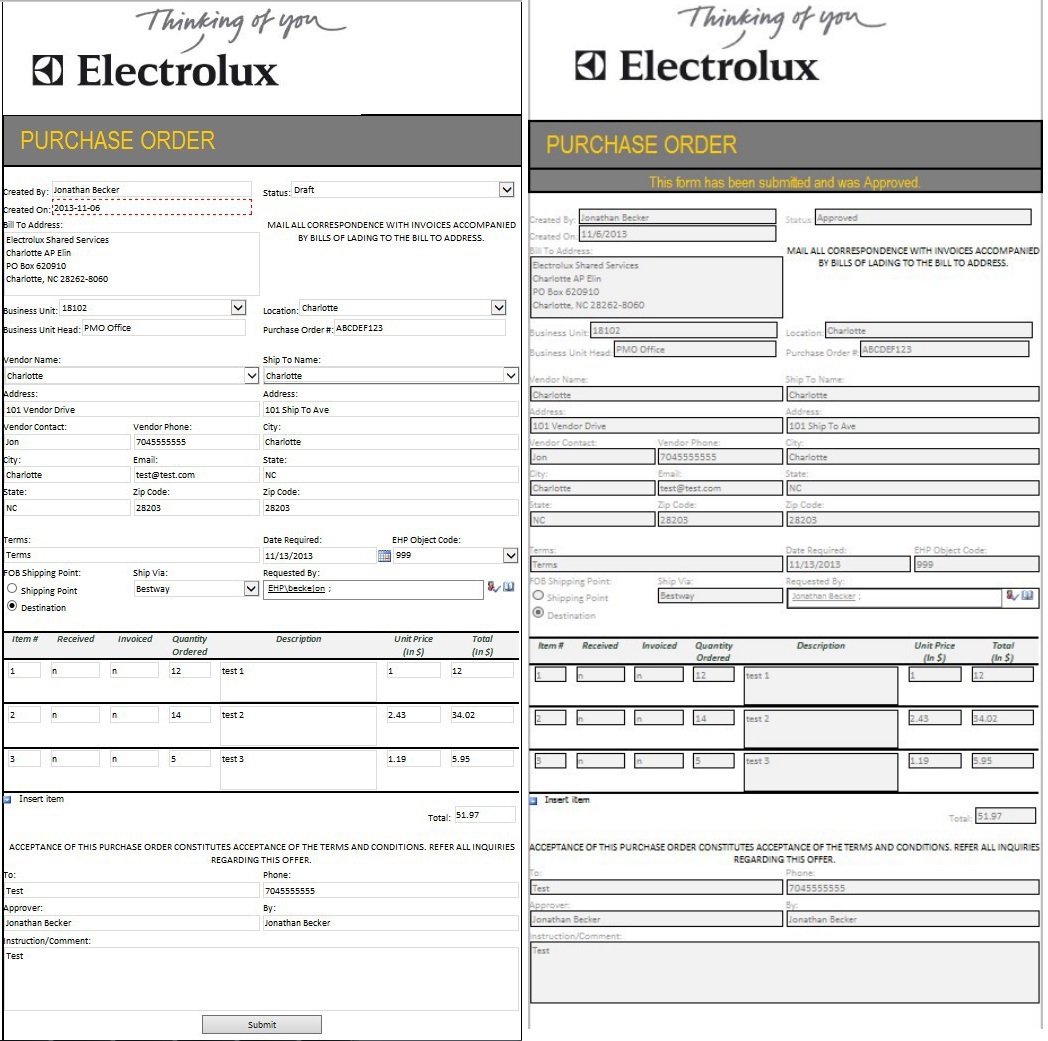 Thinking of you
Electrolux
PURCHASE ORDER
Created By: Jonathan Becker Status: Draft
Created On: 2013-11-06
Bill To Address: MAIL ALL CORRESPONDENCE WITH INVOICES ACCOMPANIED
BY BILLS OF LADING TO THE BILL TO ADDRESS.
Electrolux Shared Services
Charlotte AP Elin
PO Box 620910
Charlotte, NC 28262-8060
Business Unit: 18102 Location: Charlotte
Business Unit Head: PMO Office Purchase Order #: ABCDEF123
Vendor Name: Ship To Name:
Charlotte Charlotte
Address: Address:
101 Vendor Drive 101 Ship To Ave
Vendor Contact: Vendor Phone: City:
Jon 7045555555 Charlotte
City: Email: State:
Charlotte test@test.com NC
State: Zip Code: Zip Code:
NC 28203 28203
Terms: Date Required: EHP Object Code:
Terms 11/13/2013 999
FOB Shipping Point: Ship Via: Requested By:
Shipping Point Bestway EHP\beckejon ;
Destination
Item # Received Invoiced Quantity Ordered Description Unit Price (In $) Total (In $)
1 n n 12 test 1 1 12
2 n n 14 test 2 2.43 34.02
3 n n 5 test 3 1.19 5.95
Insert item
Total: 51.97
ACCEPTANCE OF THIS PURCHASE ORDER CONSTITUTES ACCEPTANCE OF THE TERMS AND CONDITIONS. REFER ALL INQUIRIES
REGARDING THIS OFFER.
To: Phone:
Test 7045555555
Approver: By:
Jonathan Becker Jonathan Becker
Instruction/Comment:
Test
Submit
Thinking of you
Electrolux
PURCHASE ORDER
This form has been submitted and was Approved.
Created By: Jonathan Becker Status: Approved
Created On: 11/6/2013
Bill To Address: MAIL ALL CORRESPONDENCE WITH INVOICES ACCOMPANIED
BY BILLS OF LADING TO THE BILL TO ADDRESS.
Electrolux Shared Services
Charlotte AP Elin
PO Box 620910
Charlotte, NC 28262-8060
Business Unit: 18102 Location: Charlotte
Business Unit Head: PMO Office Purchase Order #: ABCDEF123
Vendor Name: Ship To Name:
Charlotte Charlotte
Address: Address:
101 Vendor Drive 101 Ship To Ave
Vendor Contact: Vendor Phone: City:
Jon 7045555555 Charlotte
City: Email: State:
Charlotte test@test.com NC
State: Zip Code: Zip Code:
NC 28203 28203
Terms: Date Required: EHP Object Code:
Terms 11/13/2013 999
FOB Shipping Point: Ship Via: Requested By:
Shipping Point Bestway Jonathan Becker ;
Destination
Item # Received Invoiced Quantity Ordered Description Unit Price (In $) Total (In $)
1 n n 12 test 1 1 12
2 n n 14 test 2 2.43 34.02
3 n n 5 test 3 1.19 5.95
Insert item
Total: 51.97
ACCEPTANCE OF THIS PURCHASE ORDER CONSTITUTES ACCEPTANCE OF THE TERMS AND CONDITIONS. REFER ALL INQUIRIES
REGARDING THIS OFFER.
To: Phone:
Test 7045555555
Approver: By:
Jonathan Becker Jonathan Becker
Instruction/Comment:
Test